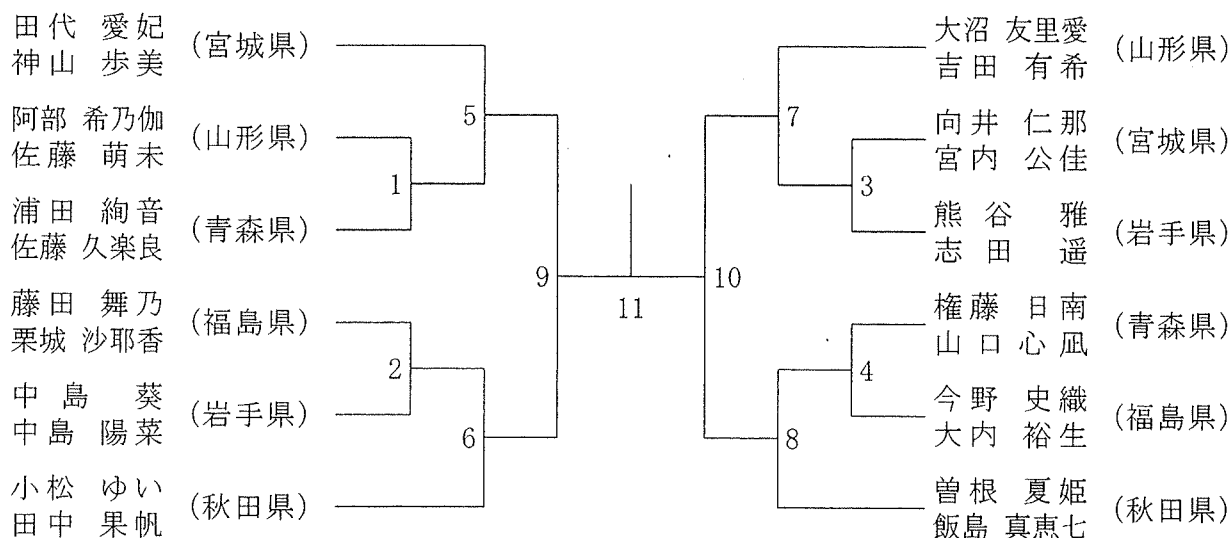 田代 愛妃
神山 歩美
(宮城県)
阿部 希乃伽
佐藤 萌未
(山形県)
浦田 絢音
佐藤 久楽良
(青森県)
藤田 舞乃
栗城 沙耶香
(福島県)
中島 葵
中島 陽菜
(岩手県)
小松 ゆい
田中 果帆
(秋田県)
5
1
2
6
9
11
10
7
3
4
8
大沼 友里愛
吉田 有希
(山形県)
向井 仁那
宮内 公佳
(宮城県)
熊谷 雅
志田 遥
(岩手県)
権藤 日南
山口 心凪
(青森県)
今野 史織
大内 裕生
(福島県)
曽根 夏姫
飯島 真恵七
(秋田県)